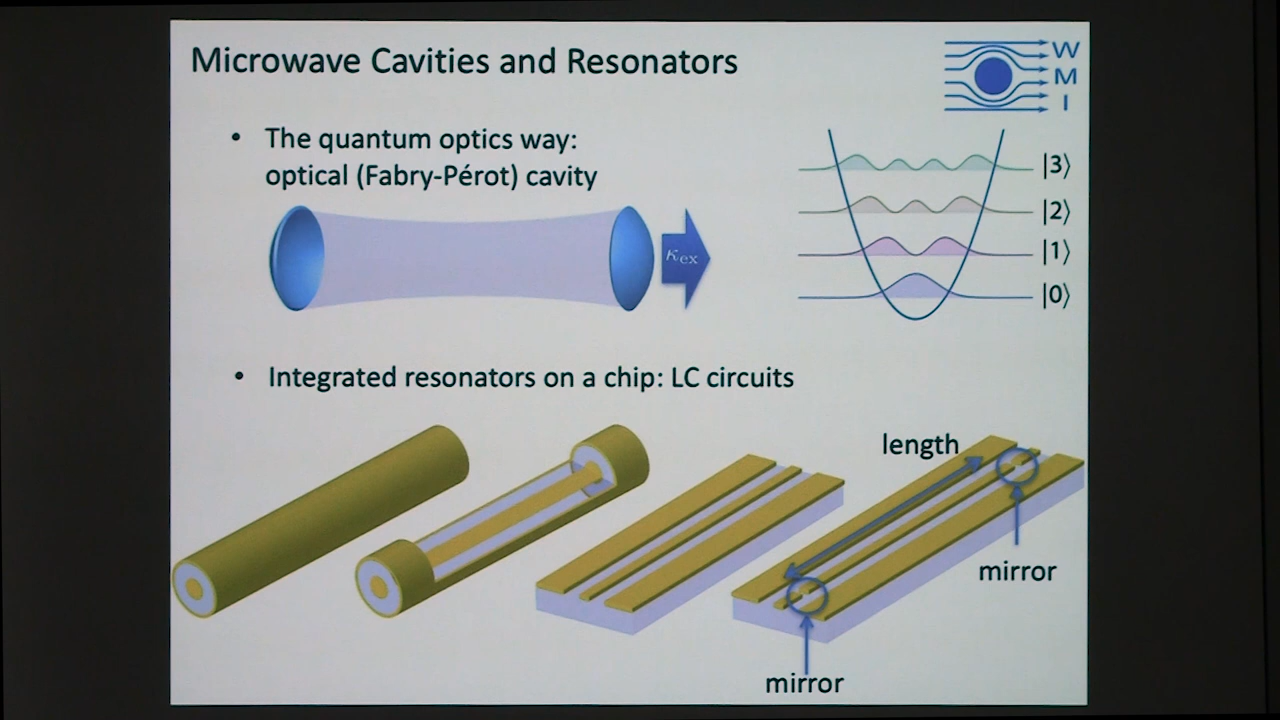 Microwave Cavities and Resonators
W
M
I
• The quantum optics way:
optical (Fabry-Pérot) cavity
κex
|3⟩
|2⟩
|1⟩
|0⟩
• Integrated resonators on a chip: LC circuits
length
mirror
mirror